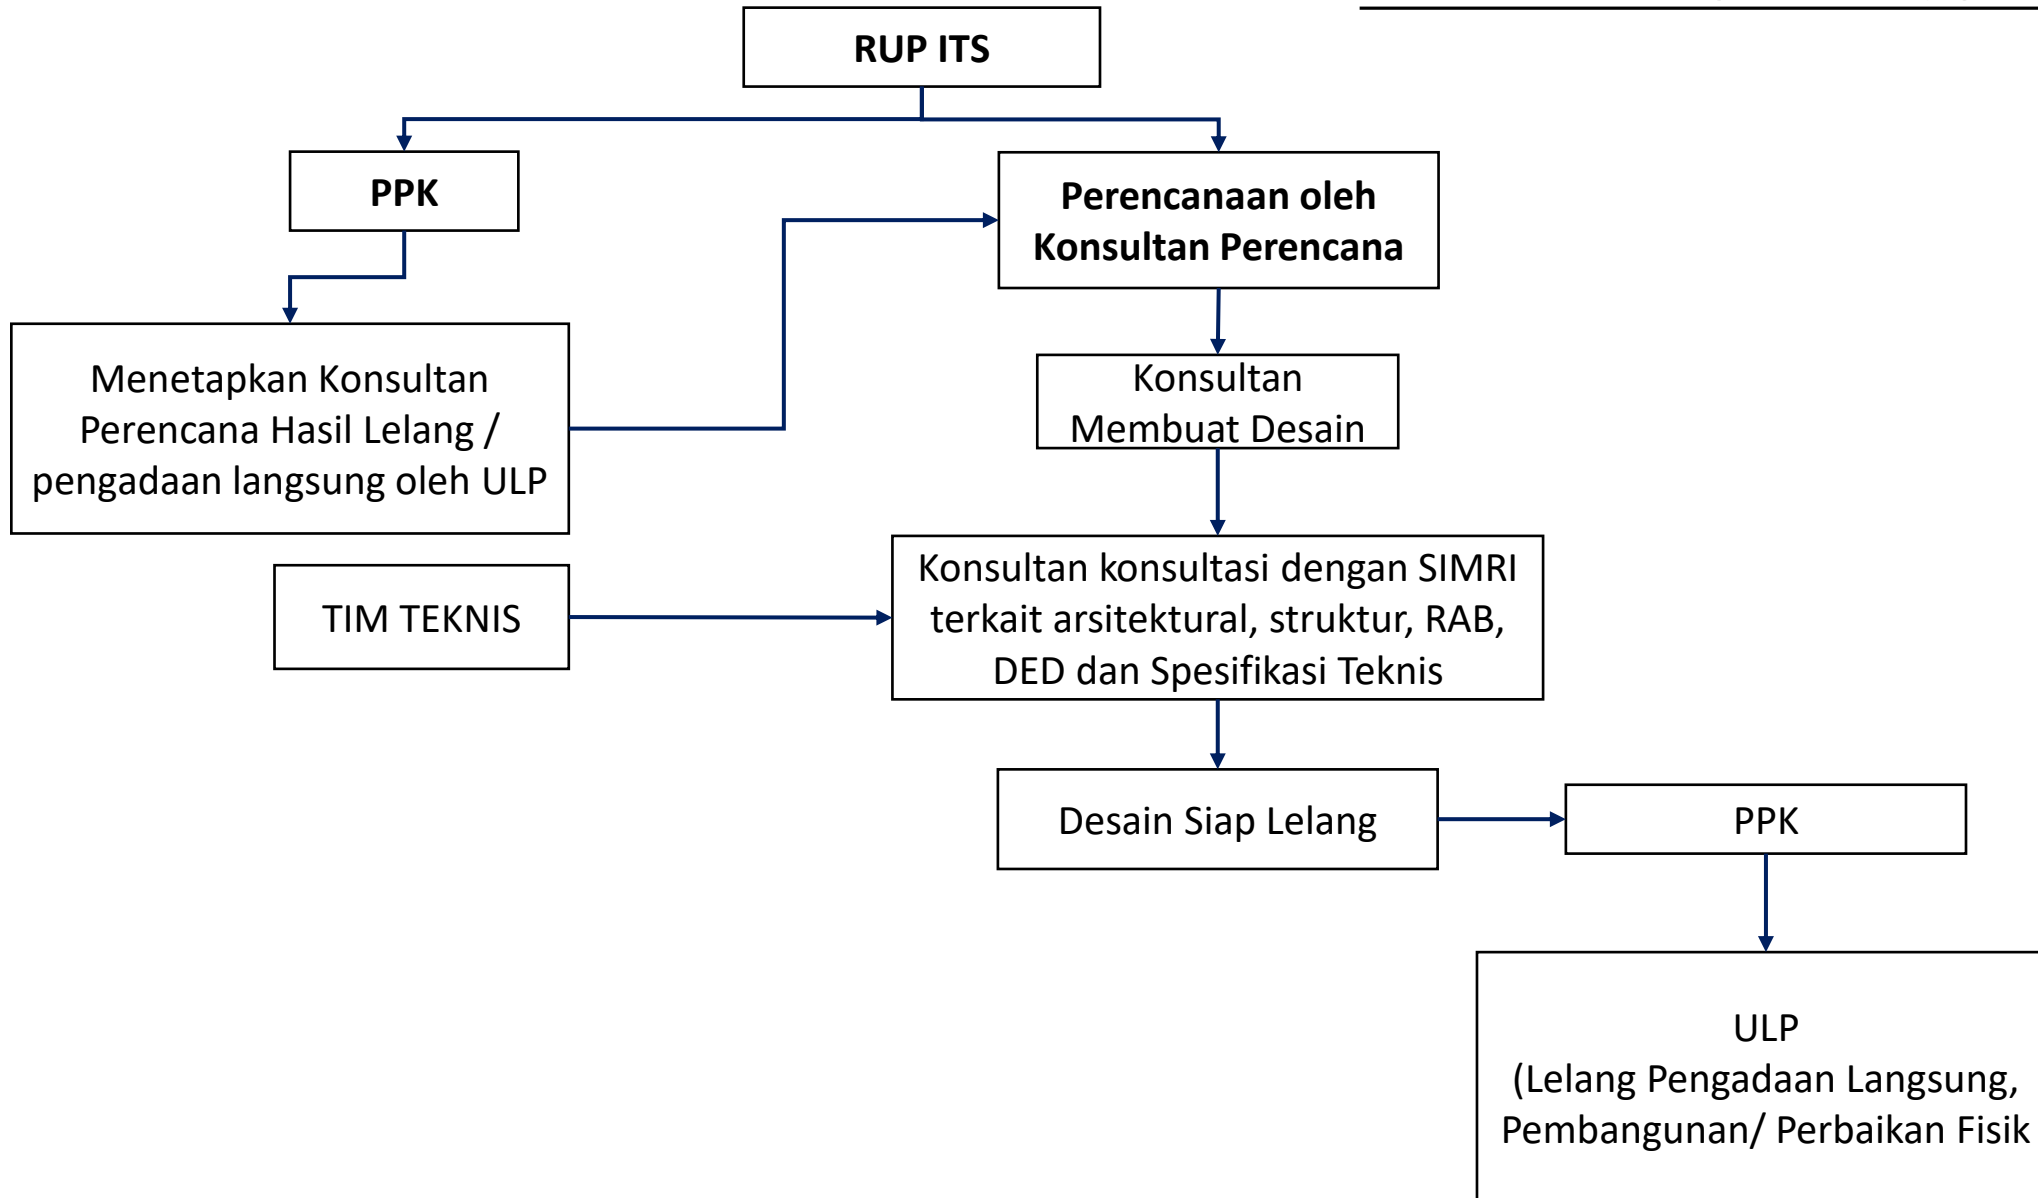 RUP ITS
PPK
Perencanaan oleh
Konsultan Perencana
Menetapkan Konsultan
Perencana Hasil Lelang /
pengadaan langsung oleh ULP
Konsultan
Membuat Desain
TIM TEKNIS
Konsultan konsultasi dengan SIMRI
terkait arsitektural, struktur, RAB,
DED dan Spesifikasi Teknis
Desain Siap Lelang
PPK
ULP
(Lelang Pengadaan Langsung,
Pembangunan/ Perbaikan Fisik